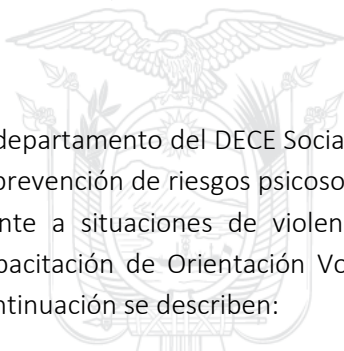 departamento del DECE Socia
prevención de riesgos psicoso
nte a situaciones de violen
pacitación de Orientación Vo
ntinuación se describen: